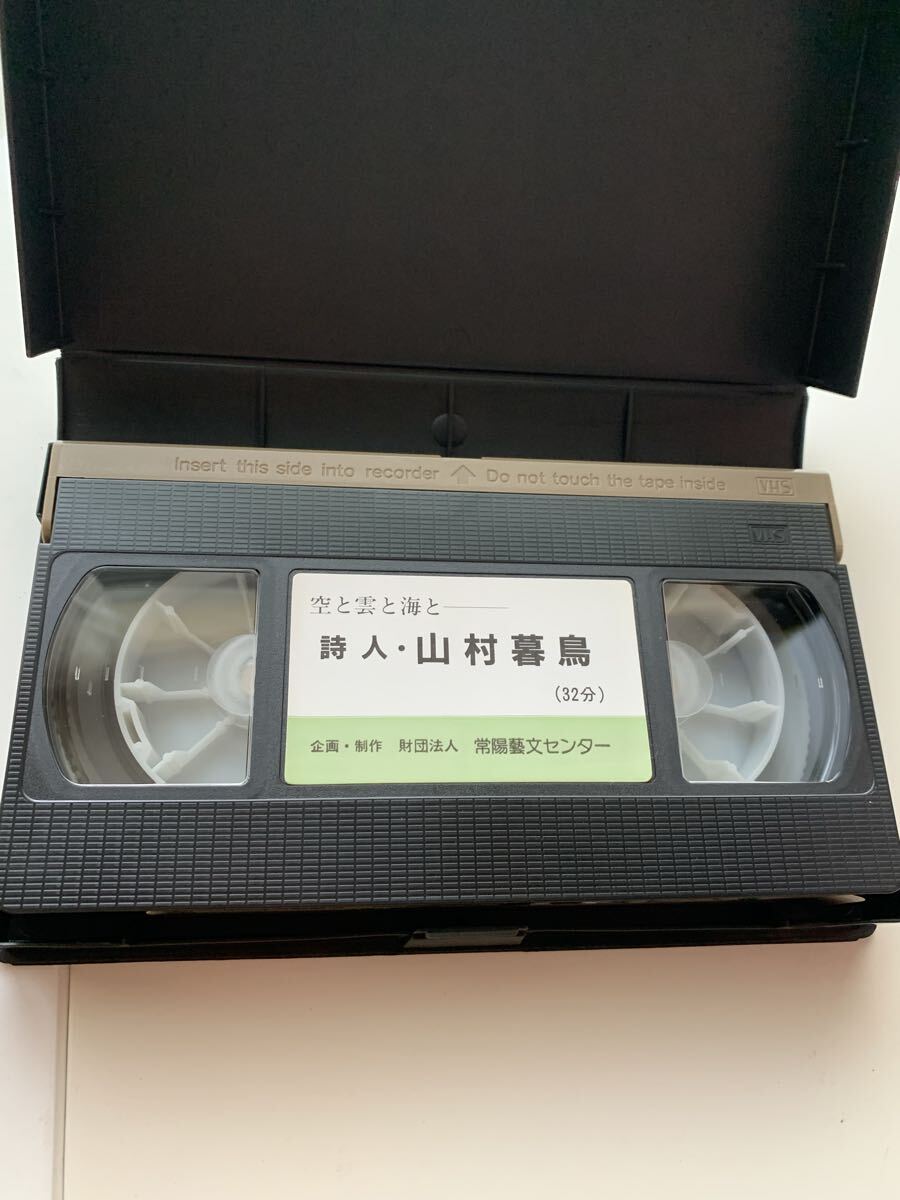 Insert this side into recorder ⇧ Do not touch the tape inside VHS
VHS
空と雲と海と――
詩人・山村暮鳥
(32分)
企画・制作 財団法人 常陽藝文センター